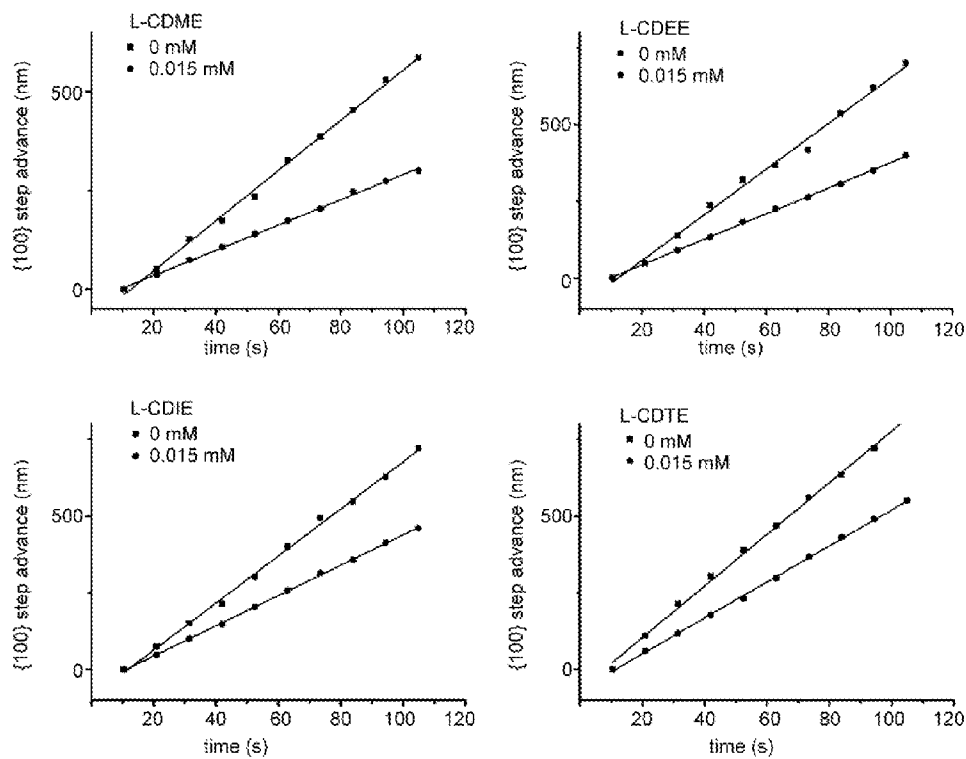 L-CDME
0 mM
0.015 mM
{100} step advance (nm)
500
0
20 40 60 80 100 120
time (s)
L-CDEE
0 mM
0.015 mM
{100} step advance (nm)
500
0
20 40 60 80 100 120
time (s)
L-CDIE
0 mM
0.015 mM
{100} step advance (nm)
500
0
20 40 60 80 100 120
time (s)
L-CDTE
0 mM
0.015 mM
{100} step advance (nm)
500
0
20 40 60 80 100 120
time (s)